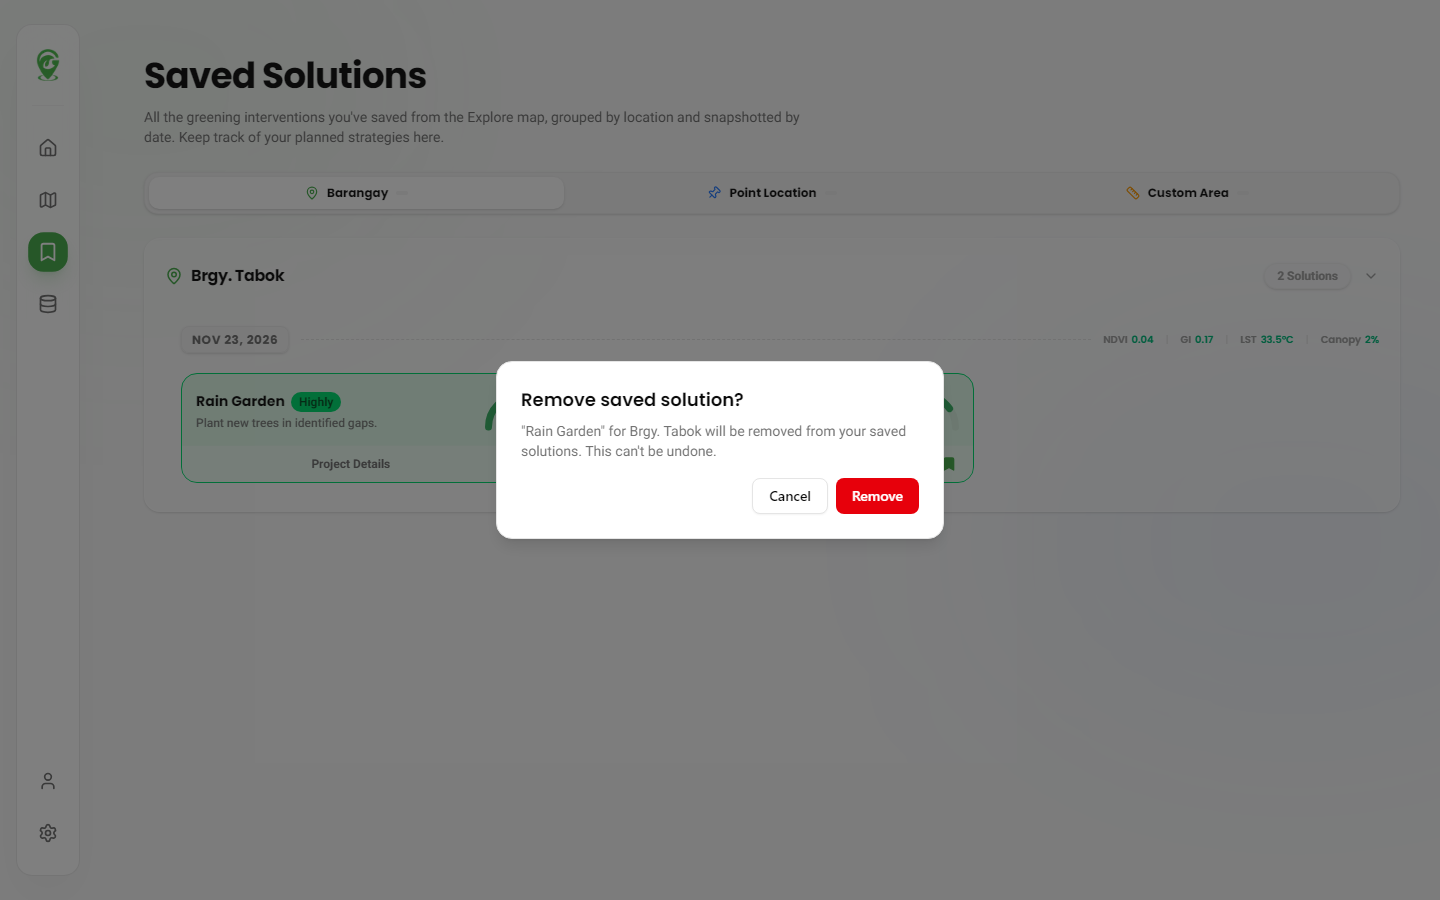 Saved Solutions
All the greening interventions you've saved from the Explore map, grouped by location and snapshotted by
date. Keep track of your planned strategies here.
Barangay
Point Location
Custom Area
Brgy. Tabok
2 Solutions
NOV 23, 2026
NDVI 0.04
GI 0.17
LST 33.5°C
Canopy 2%
Rain Garden Highly
Plant new trees in identified gaps.
Project Details
Remove saved solution?
"Rain Garden" for Brgy. Tabok will be removed from your saved
solutions. This can't be undone.
Cancel
Remove